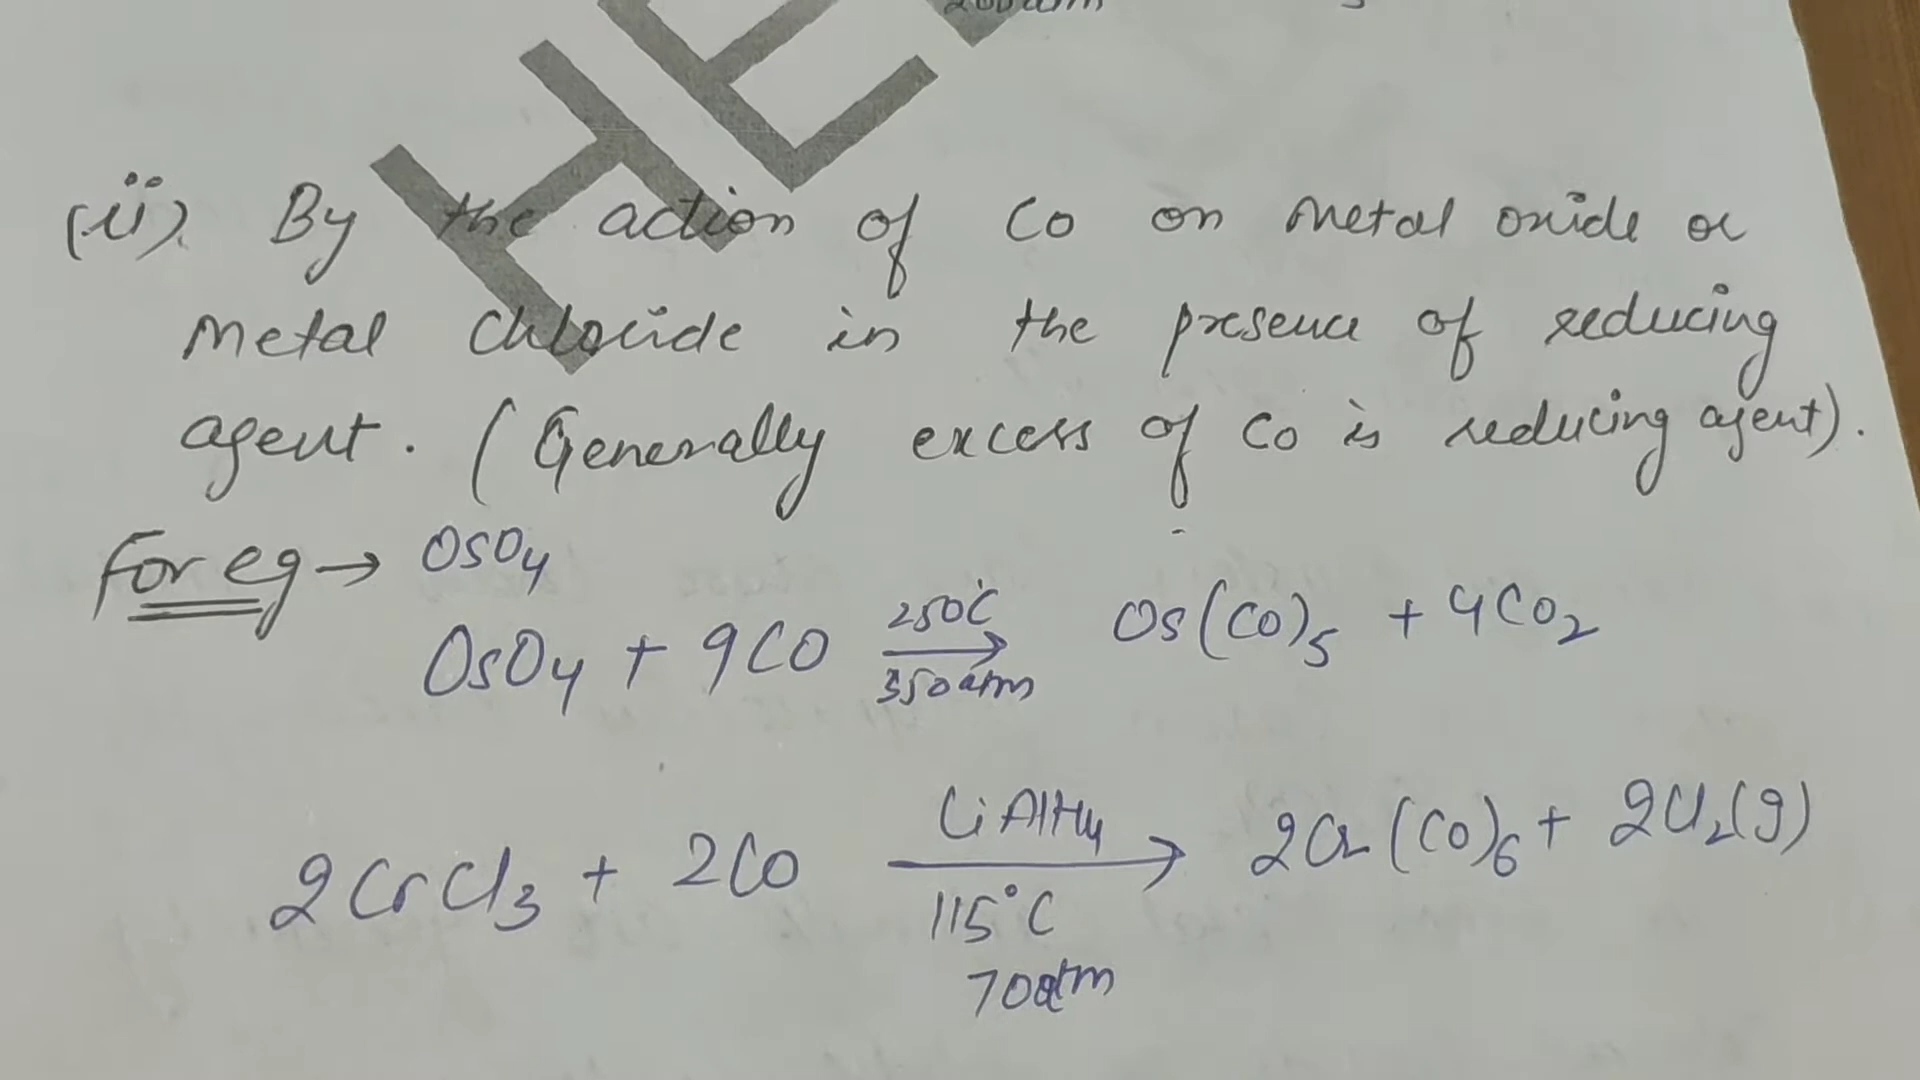 (ii). By the action of CO on metal oxide or
Metal Chloride in the presence of reducing
agent. (Generally excess of CO is reducing agent).
For eg → OsO₄
OsO₄ + 9CO 250°C → 350atm Os(CO)₅ + 4CO₂
2CrCl₃ + 2CO LiAlH₄ → 115°C 70atm 2Cr(CO)₆ + 2Cl₂(g)